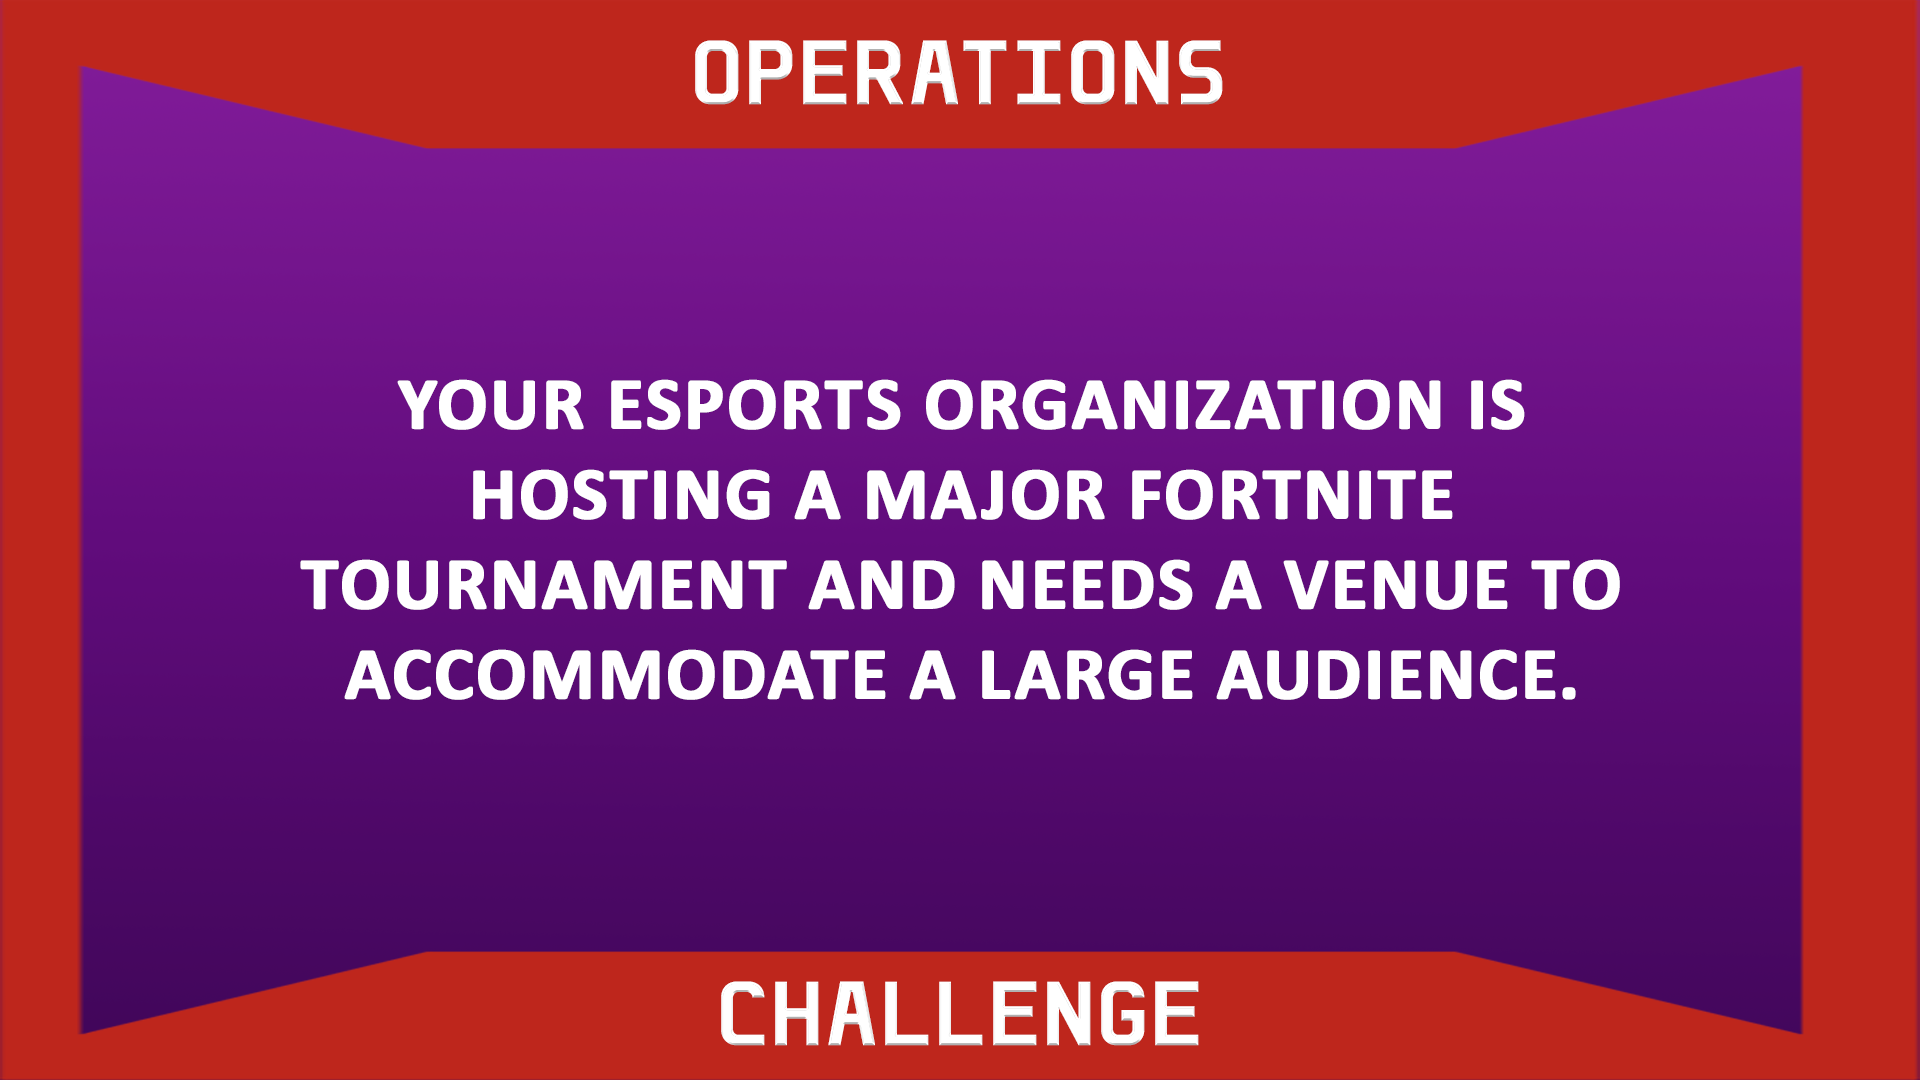 OPERATIONS
YOUR ESPORTS ORGANIZATION IS
HOSTING A MAJOR FORTNITE
TOURNAMENT AND NEEDS A VENUE TO
ACCOMMODATE A LARGE AUDIENCE.
CHALLENGE